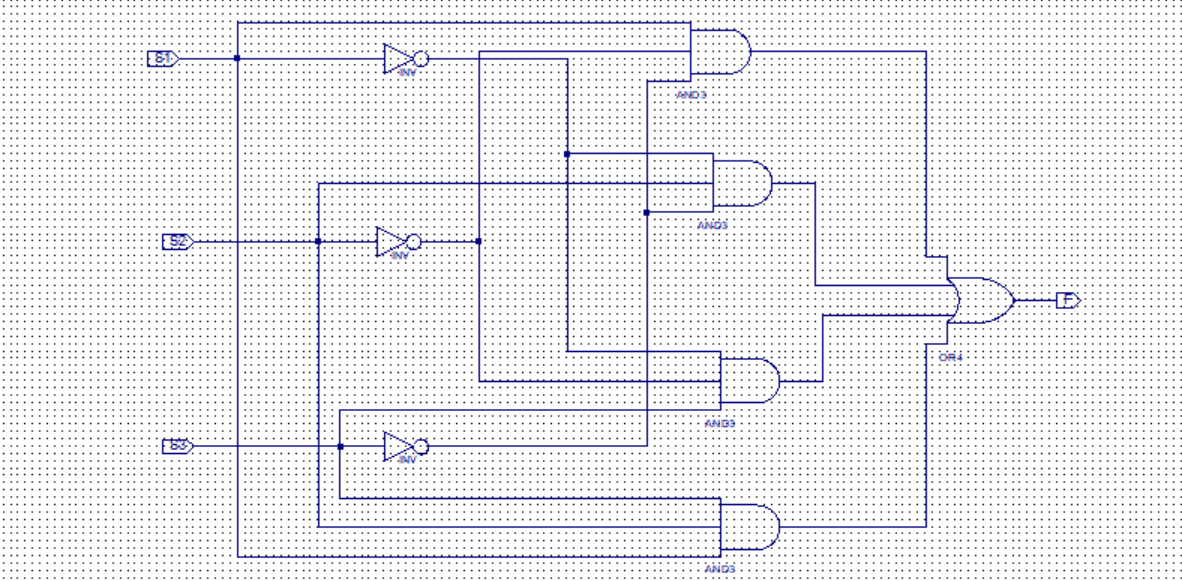 S1
INV
AND3
AND3
S2
INV
F
OR4
AND3
S3
INV
AND3